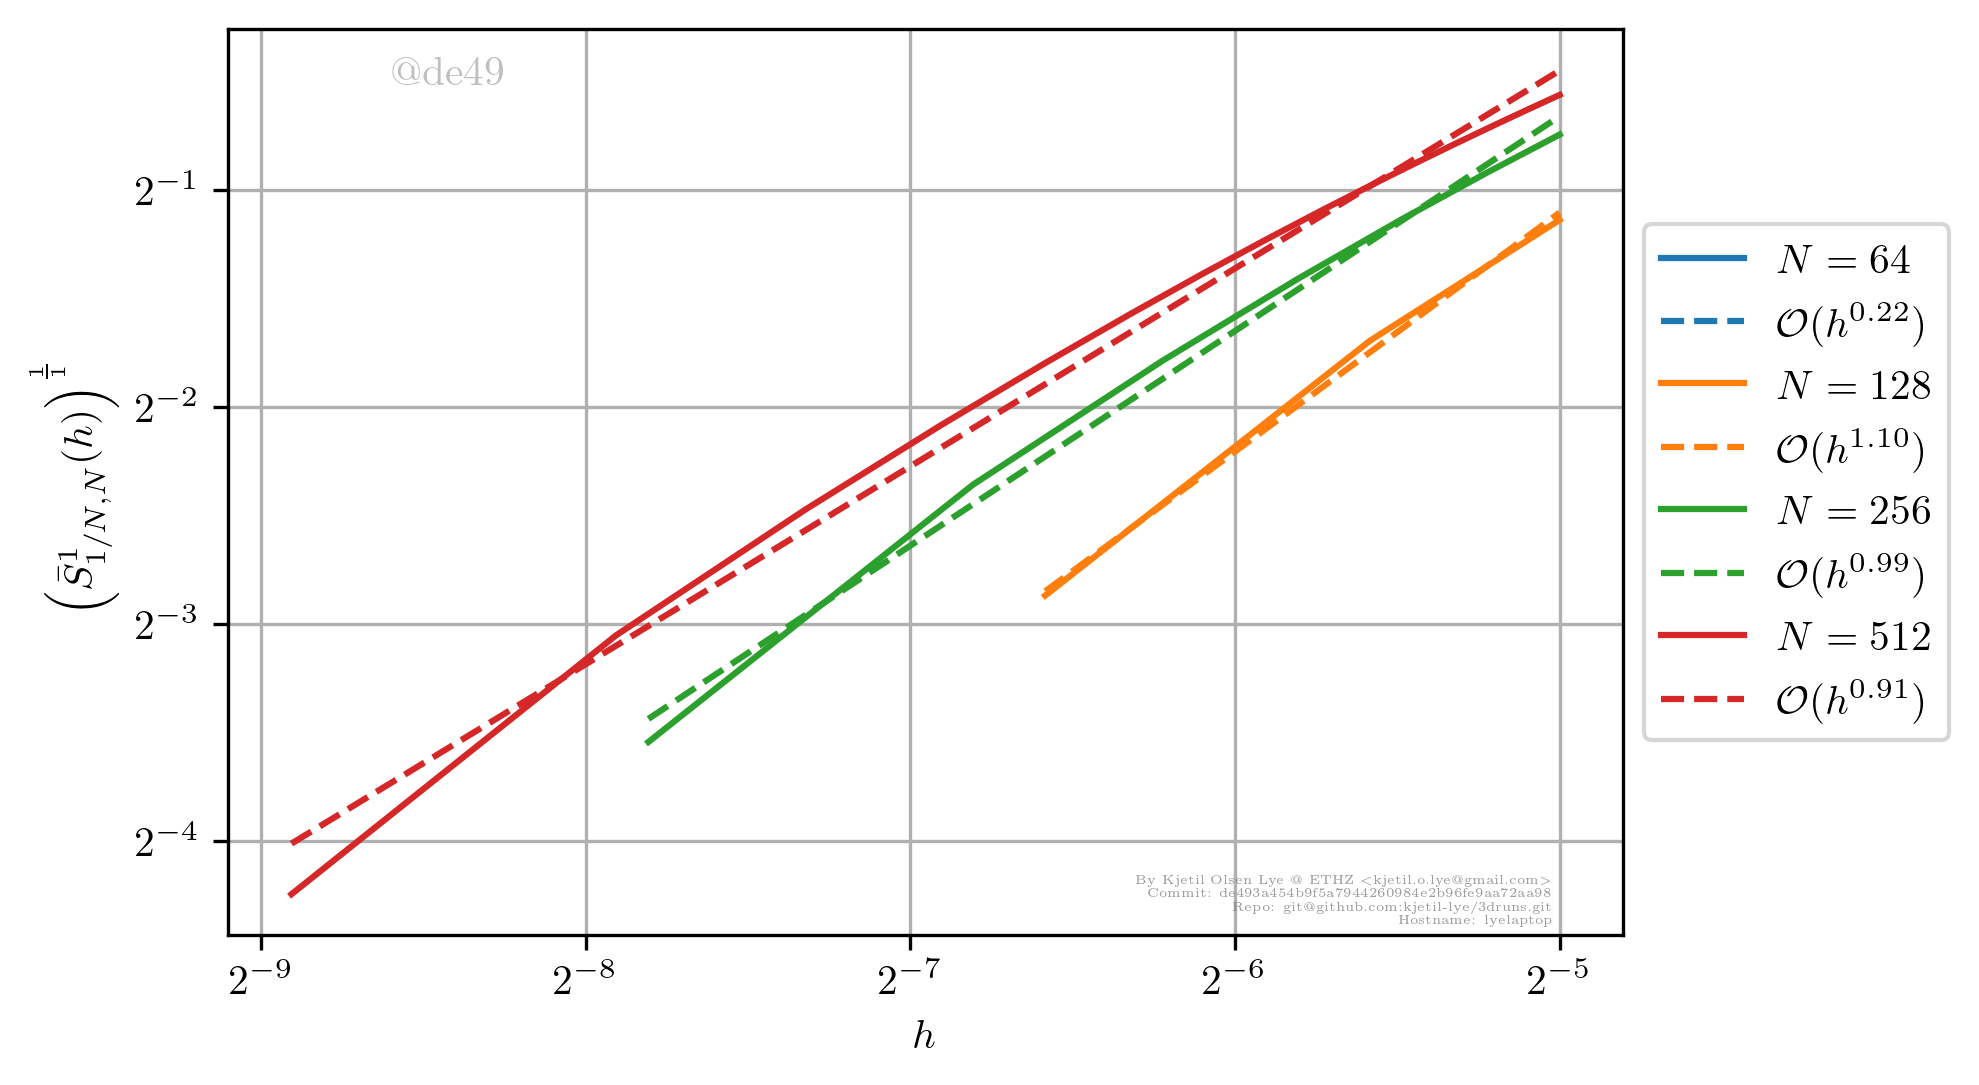 @de49
2^{-1}
2^{-2}
2^{-3}
2^{-4}
\left(\bar{S}^1_{1/N,N}(h)\right)^{\frac{1}{1}}
N = 64
\mathcal{O}(h^{0.22})
N = 128
\mathcal{O}(h^{1.10})
N = 256
\mathcal{O}(h^{0.99})
N = 512
\mathcal{O}(h^{0.91})
By Kjetil Olsen Lye @ ETHZ <kjetil.o.lye@gmail.com>
Commit: de493a454b9f5a7944260984e2b96fe9aa72aa98
Repo: git@github.com:kjetil-lye/3druns.git
Hostname: lyelaptop
2^{-9} 2^{-8} 2^{-7} 2^{-6} 2^{-5}
h